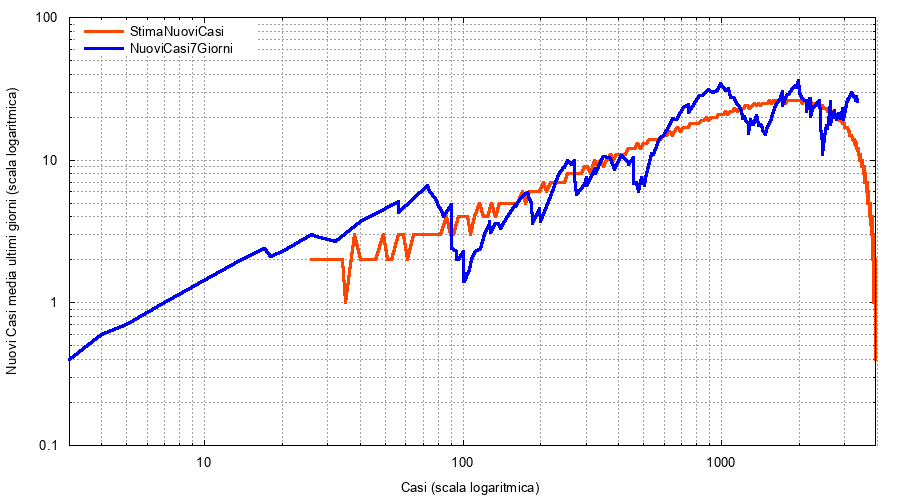 100
StimaNuoviCasi
NuoviCasi7Giorni
10
1
0.1
Nuovi Casi media ultimi giorni (scala logaritmica)
10 100 1000
Casi (scala logaritmica)